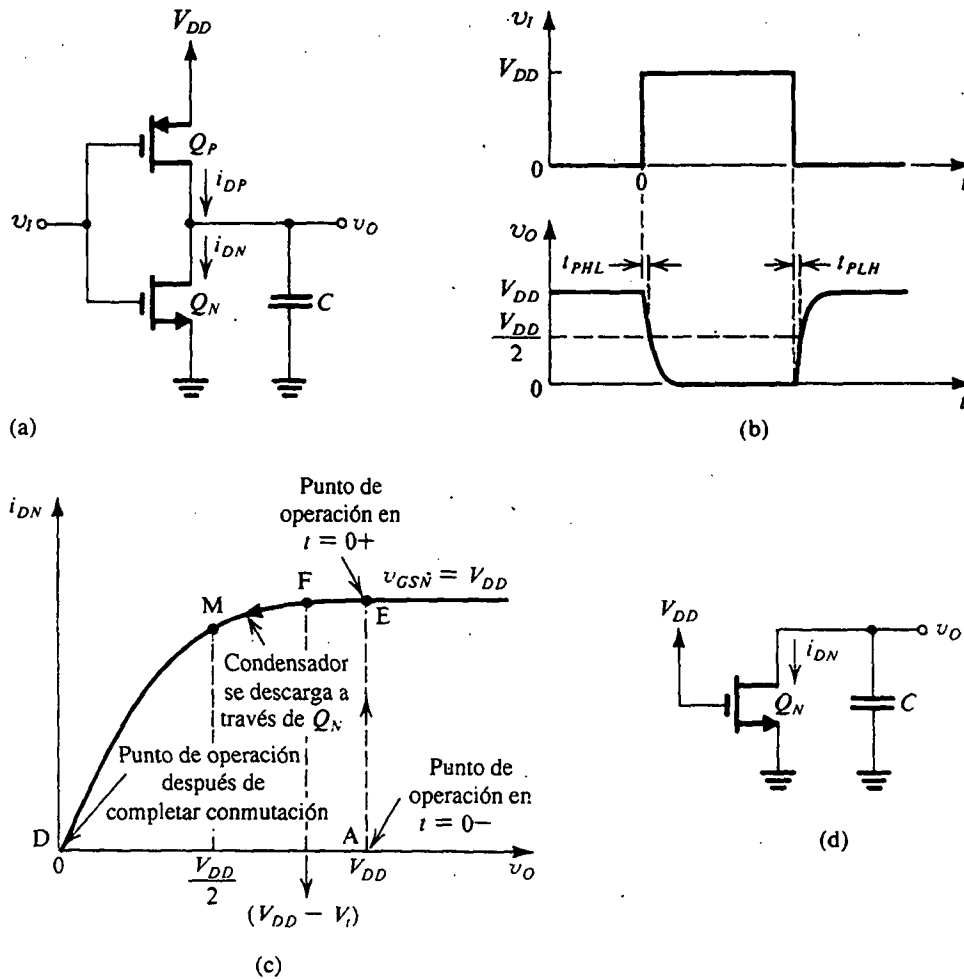 V_DD
Q_P
i_DP
v_I
v_O
i_DN
Q_N
C
(a)
v_I
V_DD
0
0
t
v_O
t_PHL
t_PLH
V_DD
V_DD
2
0
t
(b)
i_DN
Punto de
operación en
t = 0+
v_GSN = V_DD
F
M
E
Condensador
se descarga a
través de Q_N
Punto de operación
después de
completar conmutación
Punto de
operación en
t = 0−
D
A
0
V_DD
2
V_DD
v_O
(V_DD − V_t)
(c)
V_DD
i_DN
v_O
Q_N
C
(d)